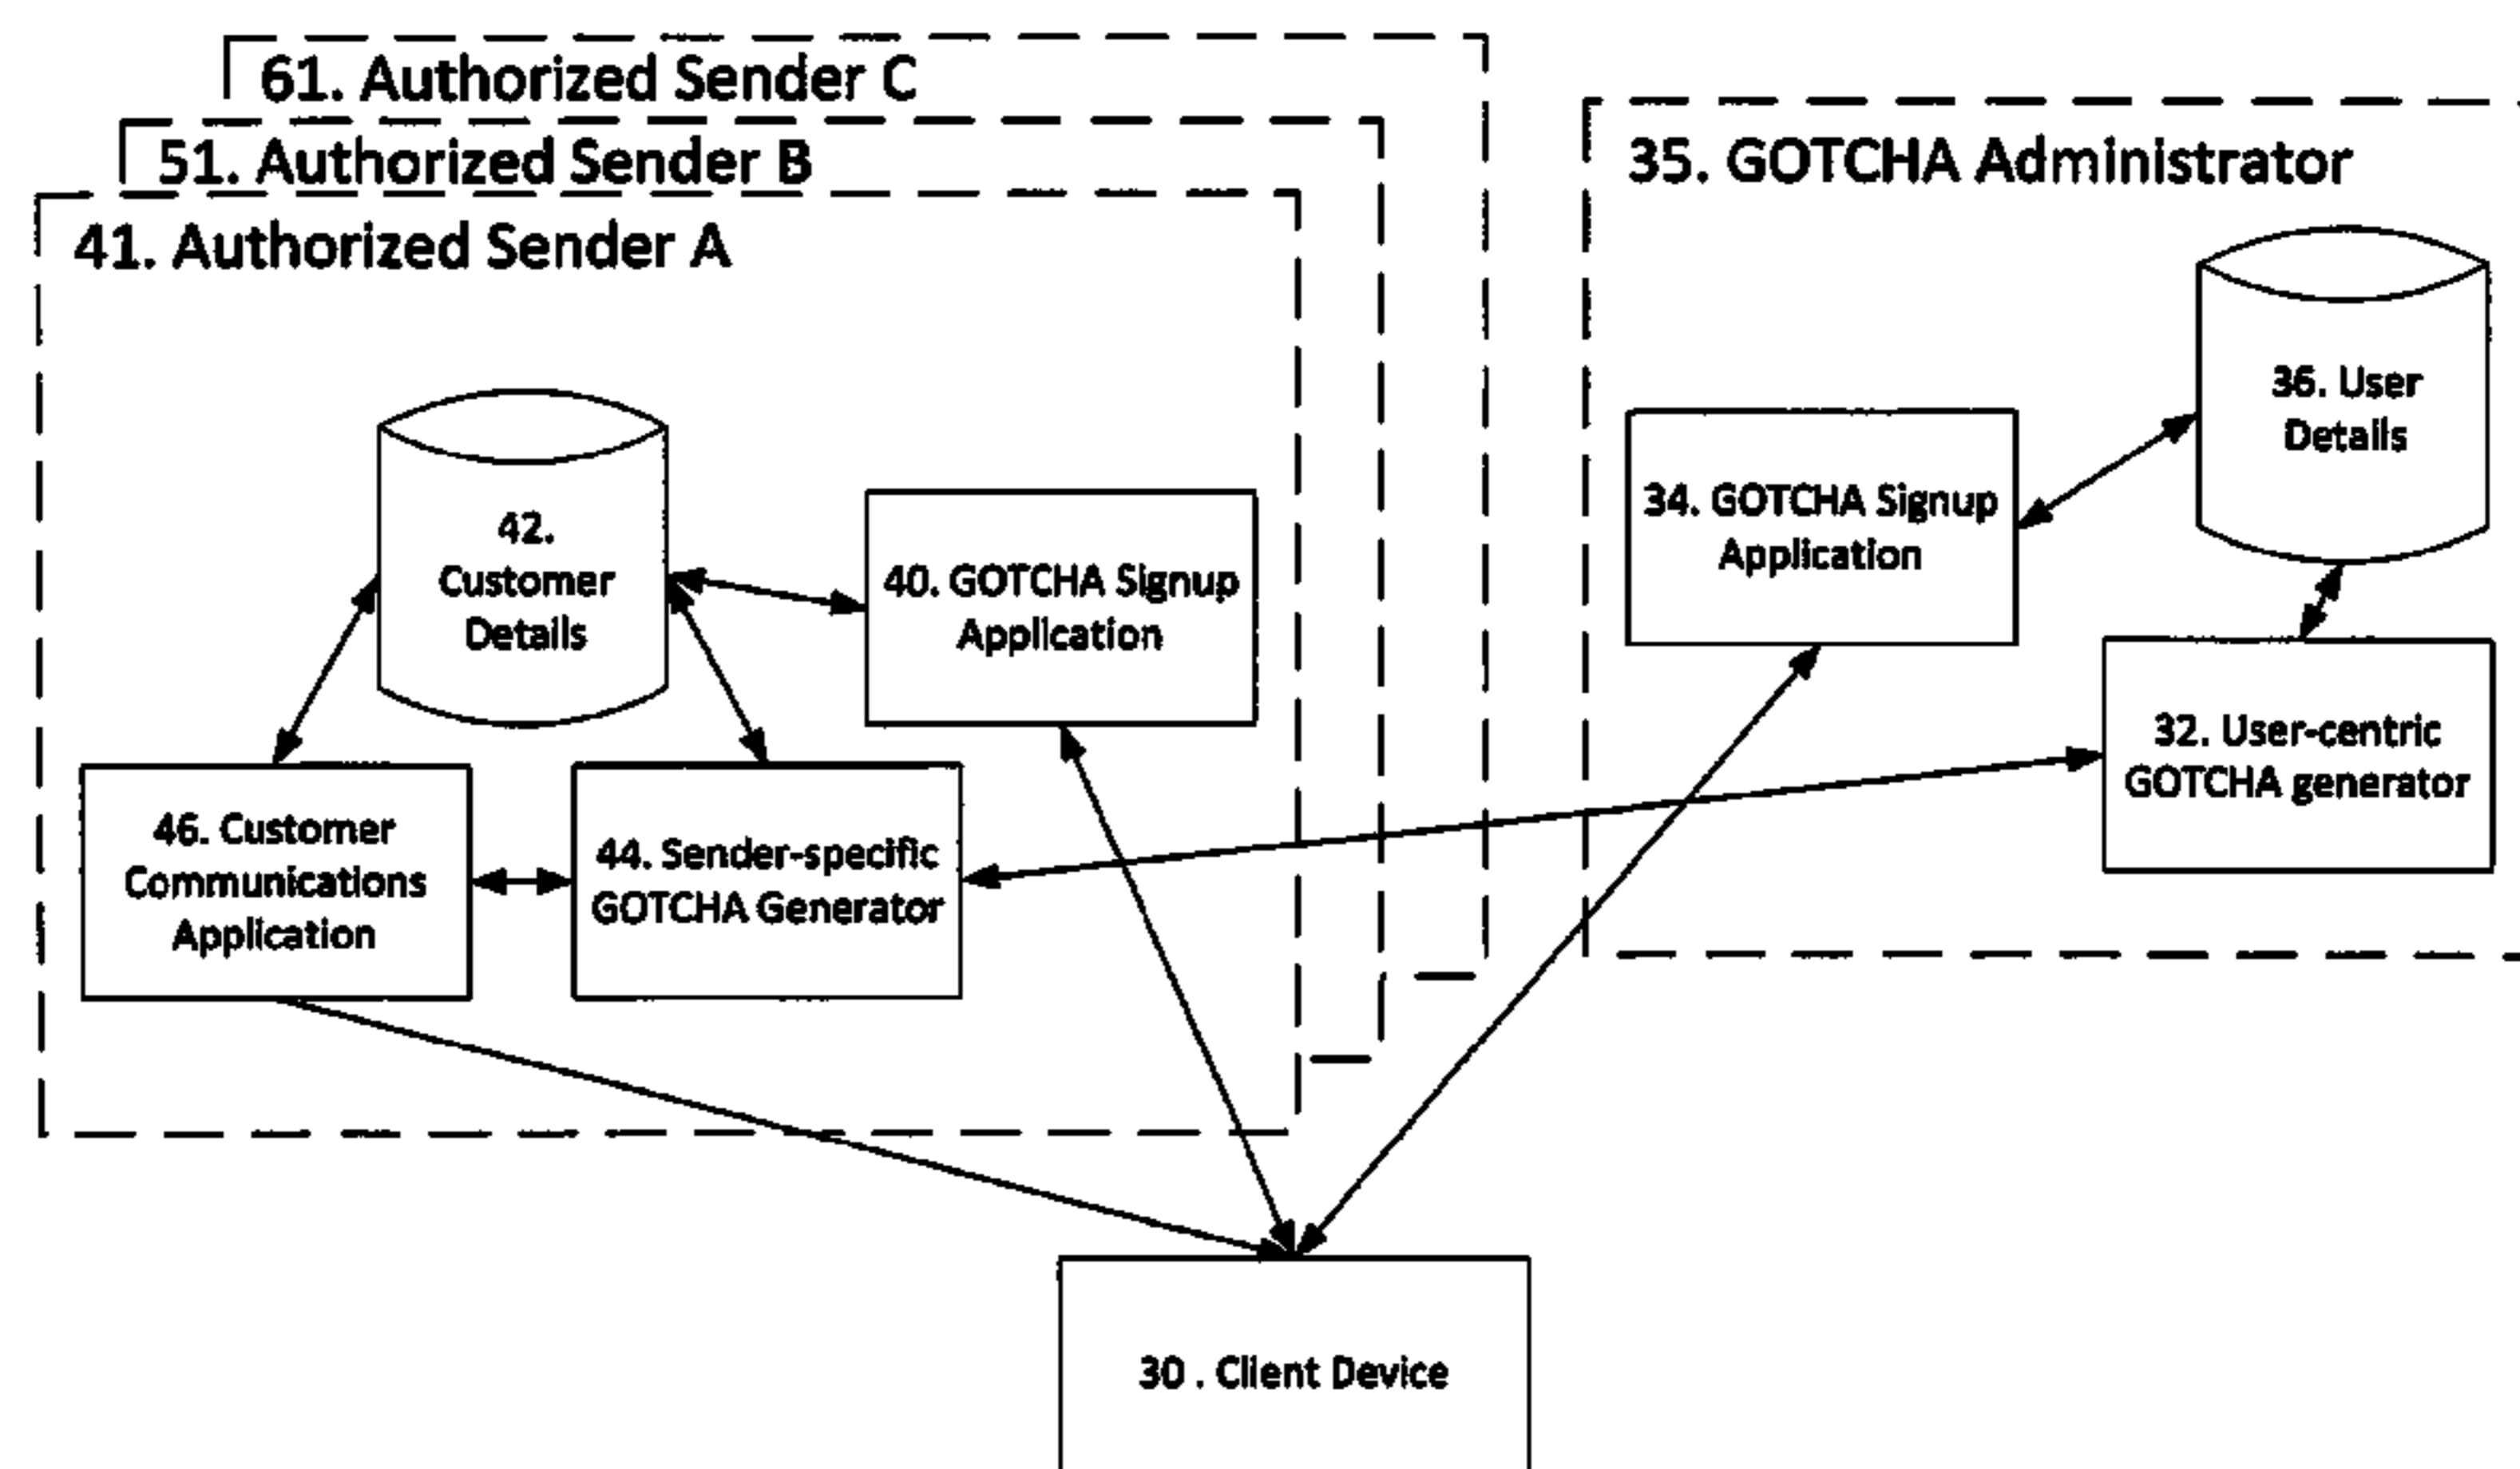 61. Authorized Sender C
51. Authorized Sender B
41. Authorized Sender A
42.
Customer
Details
40. GOTCHA Signup
Application
46. Customer
Communications
Application
44. Sender-specific
GOTCHA Generator
35. GOTCHA Administrator
36. User
Details
34. GOTCHA Signup
Application
32. User-centric
GOTCHA generator
30 . Client Device